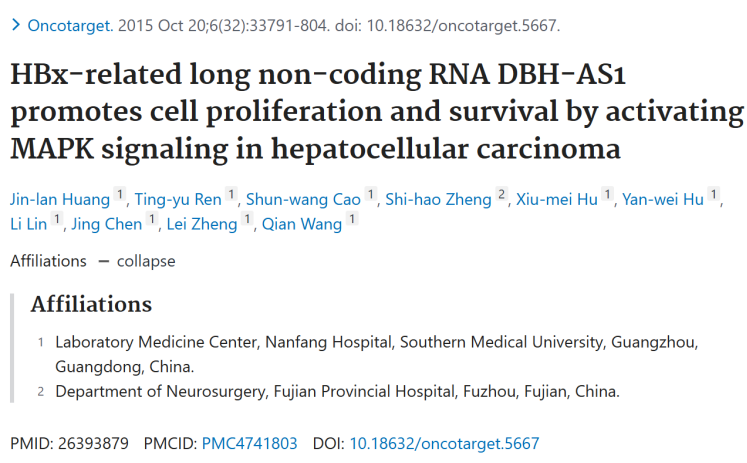 Oncotarget. 2015 Oct 20;6(32):33791-804. doi: 10.18632/oncotarget.5667.
HBx-related long non-coding RNA DBH-AS1
promotes cell proliferation and survival by activating
MAPK signaling in hepatocellular carcinoma
Jin-lan Huang 1, Ting-yu Ren 1, Shun-wang Cao 1, Shi-hao Zheng 2, Xiu-mei Hu 1, Yan-wei Hu 1,
Li Lin 1, Jing Chen 1, Lei Zheng 1, Qian Wang 1
Affiliations — collapse
Affiliations
1 Laboratory Medicine Center, Nanfang Hospital, Southern Medical University, Guangzhou,
Guangdong, China.
2 Department of Neurosurgery, Fujian Provincial Hospital, Fuzhou, Fujian, China.
PMID: 26393879 PMCID: PMC4741803 DOI: 10.18632/oncotarget.5667